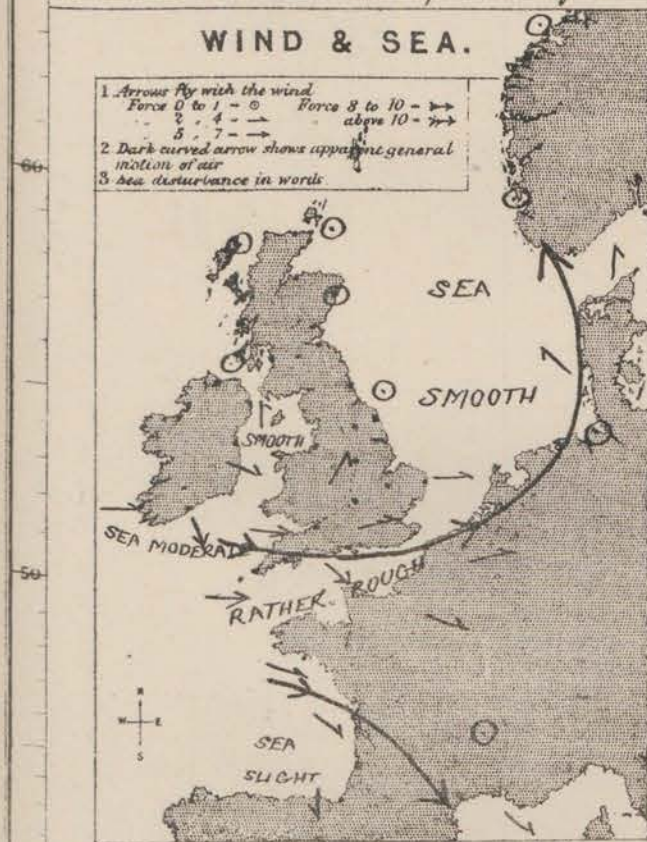 WIND & SEA.
1 Arrows fly with the wind
Force 0 to 1 - ⊙ Force 8 to 10 -
" 2 " 4 - above 10 -
" 5 " 7 -
2 Dark curved arrow shows apparent general
motion of air
3 Sea disturbance in words
60
SEA
SMOOTH
SMOOTH
SEA MODERATE
50
RATHER ROUGH
N
W E
S
SEA
SLIGHT